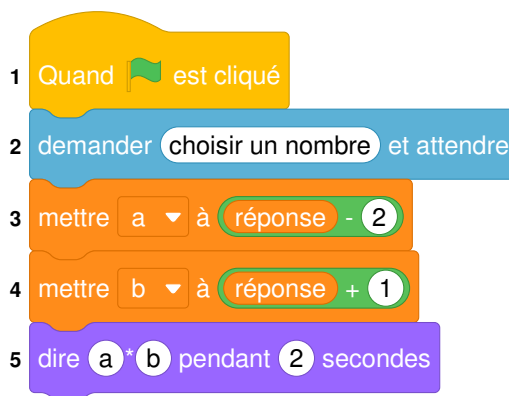 1 Quand est cliqué
2 demander choisir un nombre et attendre
3 mettre a à réponse - 2
4 mettre b à réponse + 1
5 dire a * b pendant 2 secondes